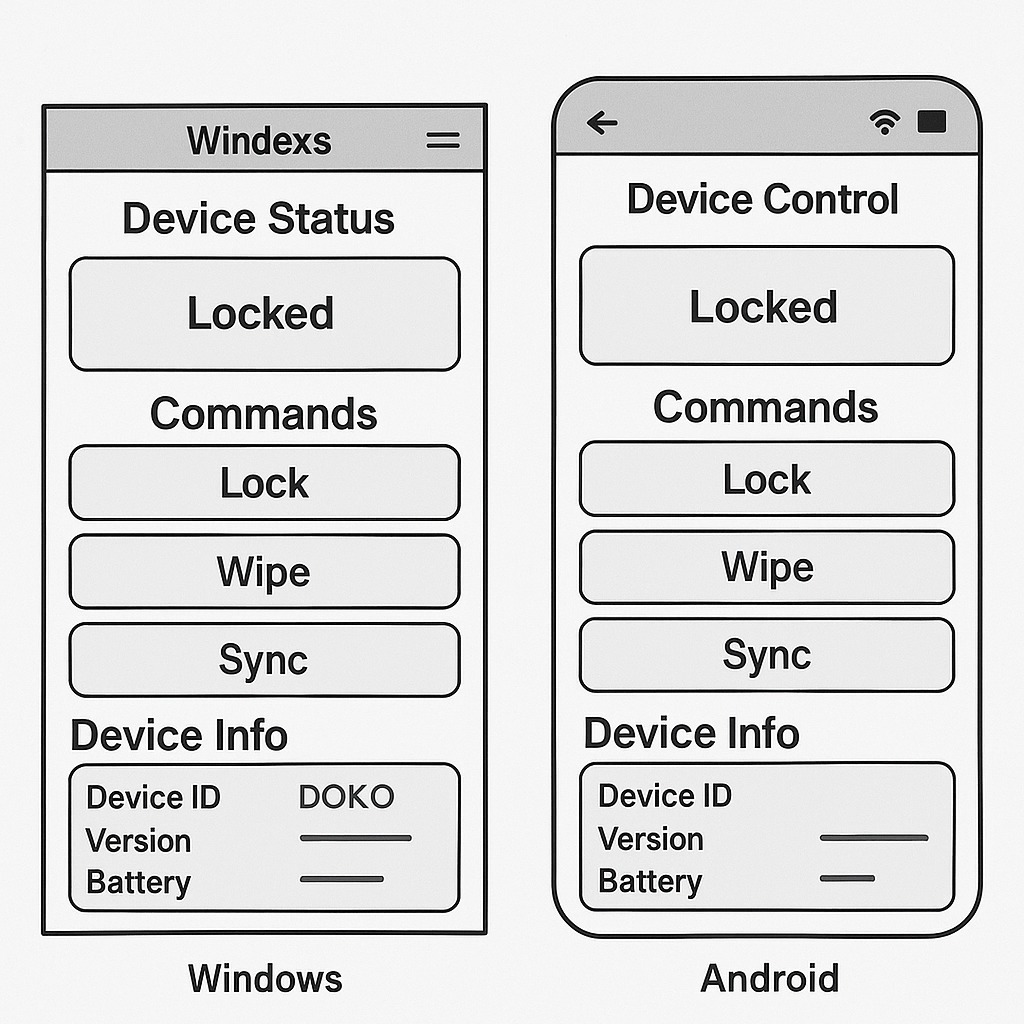 Windexs
Device Status
Locked
Commands
Lock
Wipe
Sync
Device Info
Device ID DOKO
Version
Battery
Windows
Device Control
Locked
Commands
Lock
Wipe
Sync
Device Info
Device ID
Version
Battery
Android